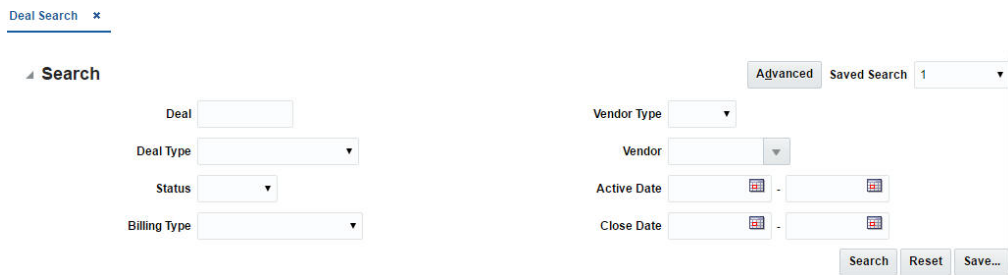 Deal Search ×
Search
Advanced Saved Search 1
Deal Vendor Type
Deal Type Vendor
Status Active Date -
Billing Type Close Date -
Search Reset Save...